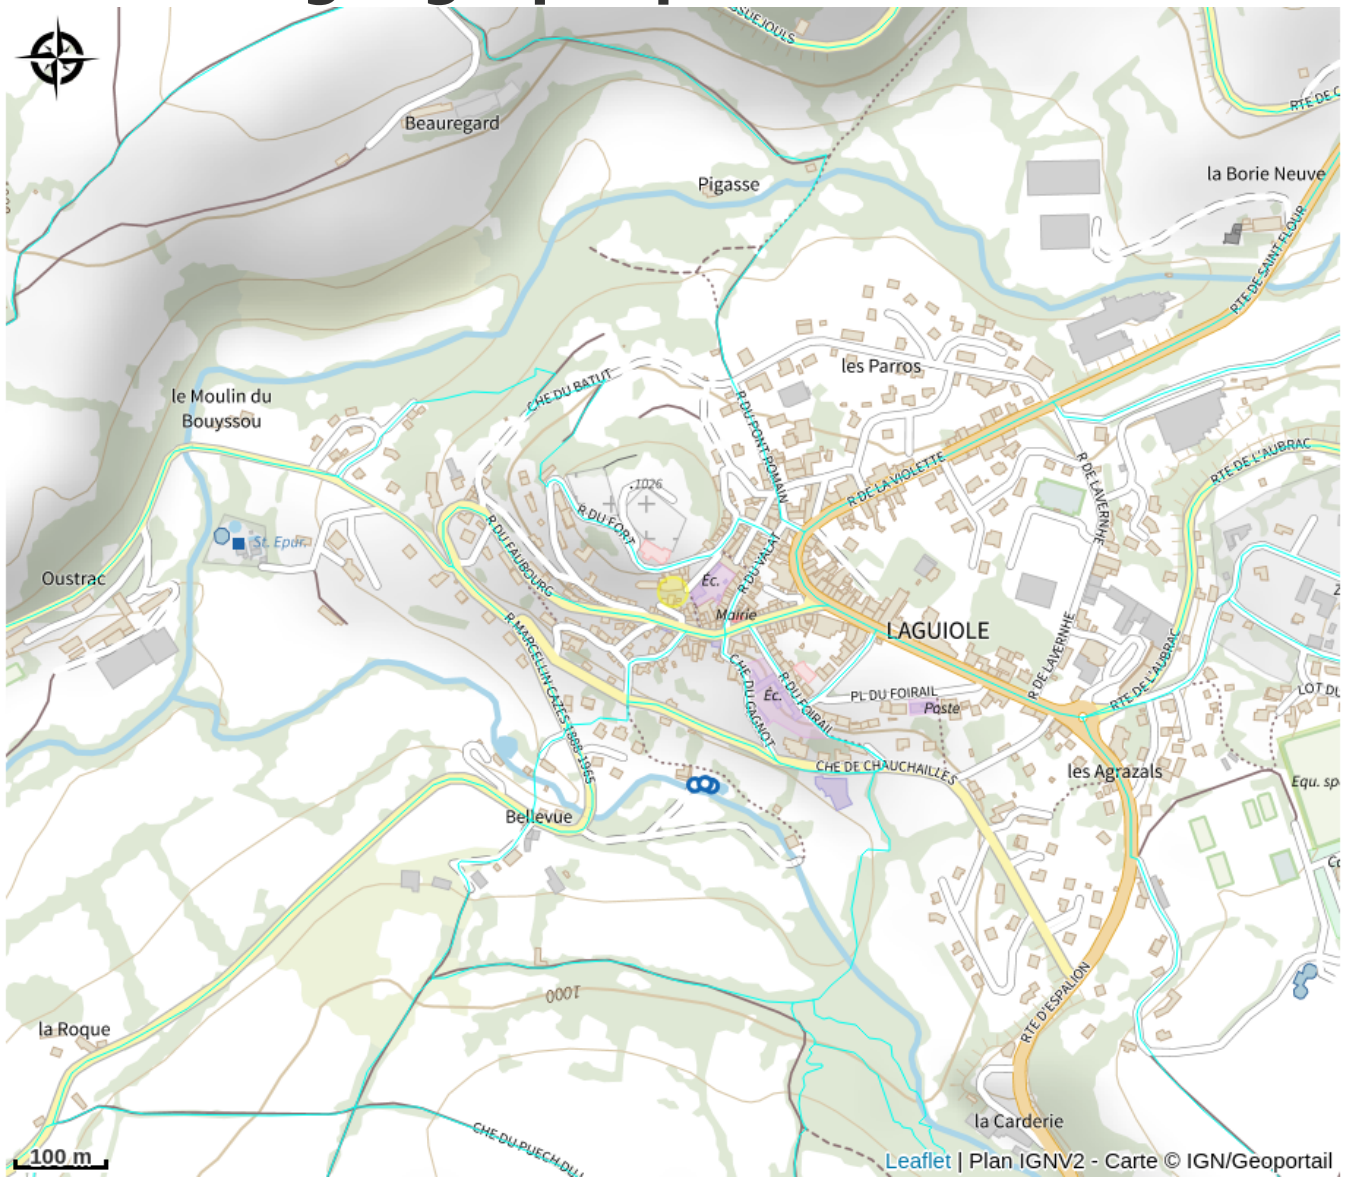 SSUEJOULS
RTE DE C
Beauregard
Pigasse
la Borie Neuve
RTE DE SAINT-FLOUR
les Parros
CHE DU BATUT
le Moulin du
Bouyssou
R DU PONT ROMAIN
R DE LA VIOLETTE
R DE LAVERNHE
RTE DE L'AUBRAC
1026
R DU FORT
R DU FAUBOURG
St. Epur.
Oustrac
Éc.
R DU VALAT
Mairie
LAGUIOLE
R MARCELLIN CAZES 1888-1965
R DE LAVERNHE
RTE DE L'AUBRAC
CHE DU GAGNOT
Éc.
R DU FOIRAIL
PL DU FOIRAIL
Poste
LOT DU
CHE DE CHAUCHAILLES
les Agrazals
Equ. sp
Bellevue
1000
la Roque
RTE D'ESPALION
la Carderie
CHE DU PUECH DU
100 m
Leaflet | Plan IGNV2 - Carte © IGN/Geoportail